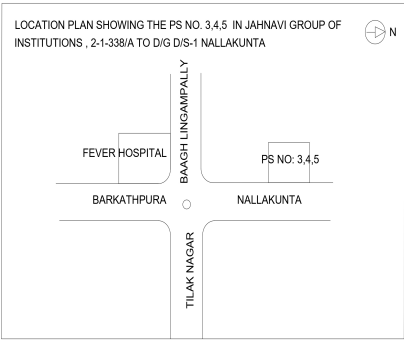 LOCATION PLAN SHOWING THE PS NO. 3,4,5 IN JAHNAVI GROUP OF
INSTITUTIONS , 2-1-338/A TO D/G D/S-1 NALLAKUNTA
N
BAAGH LINGAMPALLY
FEVER HOSPITAL
PS NO: 3,4,5
BARKATHPURA
NALLAKUNTA
TILAK NAGAR